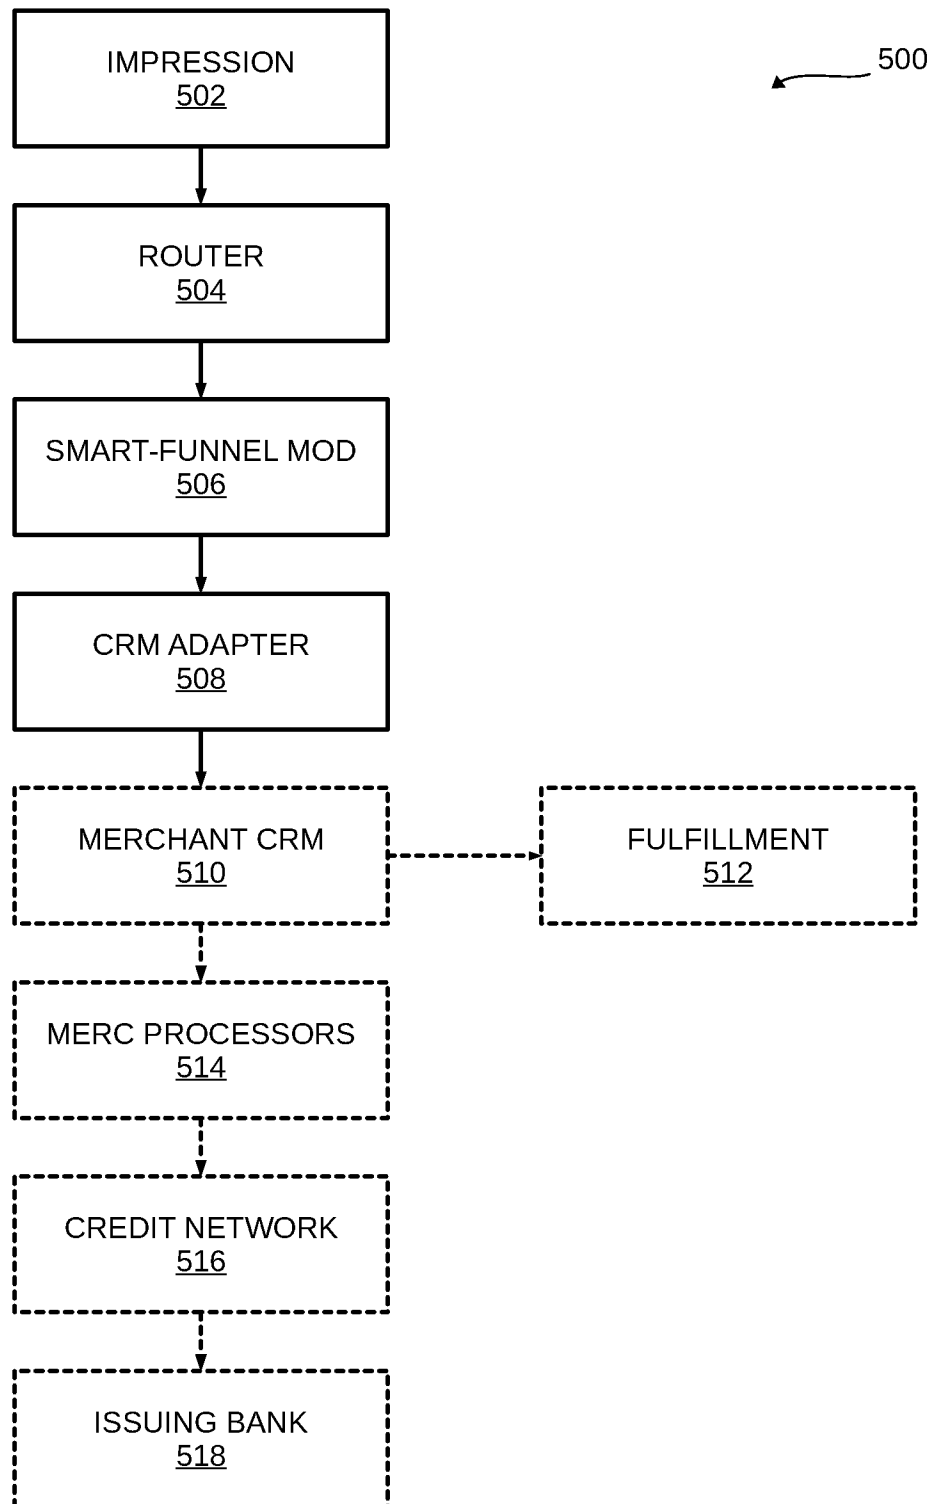 IMPRESSION
502
500
ROUTER
504
SMART-FUNNEL MOD
506
CRM ADAPTER
508
MERCHANT CRM
510
FULFILLMENT
512
MERC PROCESSORS
514
CREDIT NETWORK
516
ISSUING BANK
518